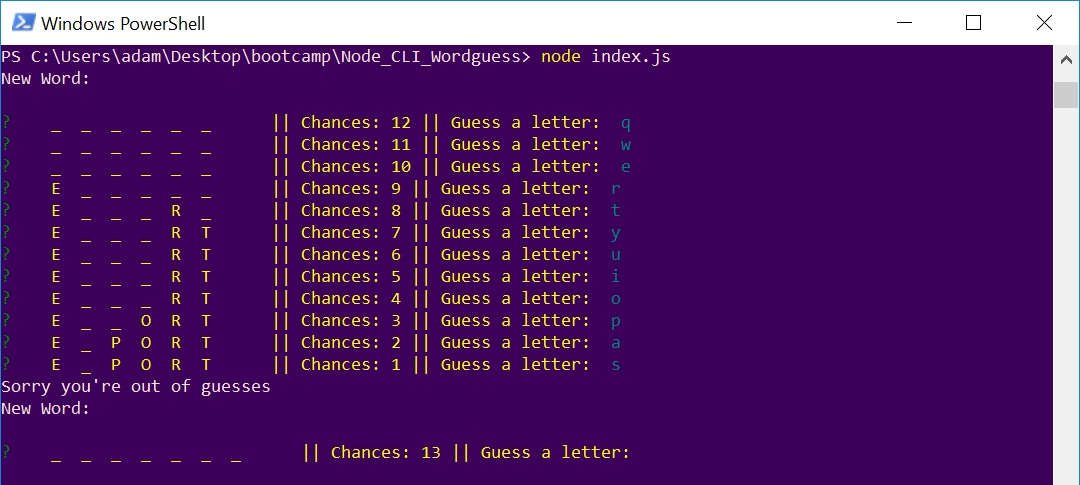 Windows PowerShell
PS C:\Users\adam\Desktop\bootcamp\Node_CLI_Wordguess> node index.js
New Word:
? _ _ _ _ _ _ || Chances: 12 || Guess a letter: q
? _ _ _ _ _ _ || Chances: 11 || Guess a letter: w
? _ _ _ _ _ _ || Chances: 10 || Guess a letter: e
? E _ _ _ _ _ || Chances: 9 || Guess a letter: r
? E _ _ _ R _ || Chances: 8 || Guess a letter: t
? E _ _ _ R T || Chances: 7 || Guess a letter: y
? E _ _ _ R T || Chances: 6 || Guess a letter: u
? E _ _ _ R T || Chances: 5 || Guess a letter: i
? E _ _ _ R T || Chances: 4 || Guess a letter: o
? E _ _ O R T || Chances: 3 || Guess a letter: p
? E _ P O R T || Chances: 2 || Guess a letter: a
? E _ P O R T || Chances: 1 || Guess a letter: s
Sorry you're out of guesses
New Word:
? _ _ _ _ _ _ _ || Chances: 13 || Guess a letter: